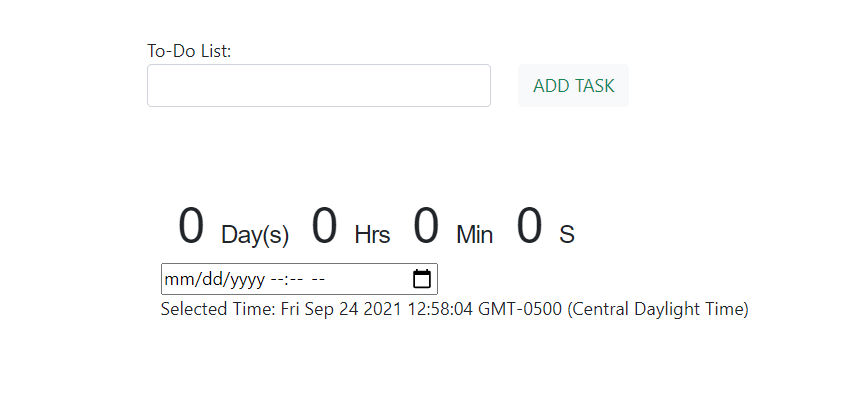 To-Do List:
ADD TASK
0 Day(s) 0 Hrs 0 Min 0 S
mm/dd/yyyy --:-- --
Selected Time: Fri Sep 24 2021 12:58:04 GMT-0500 (Central Daylight Time)